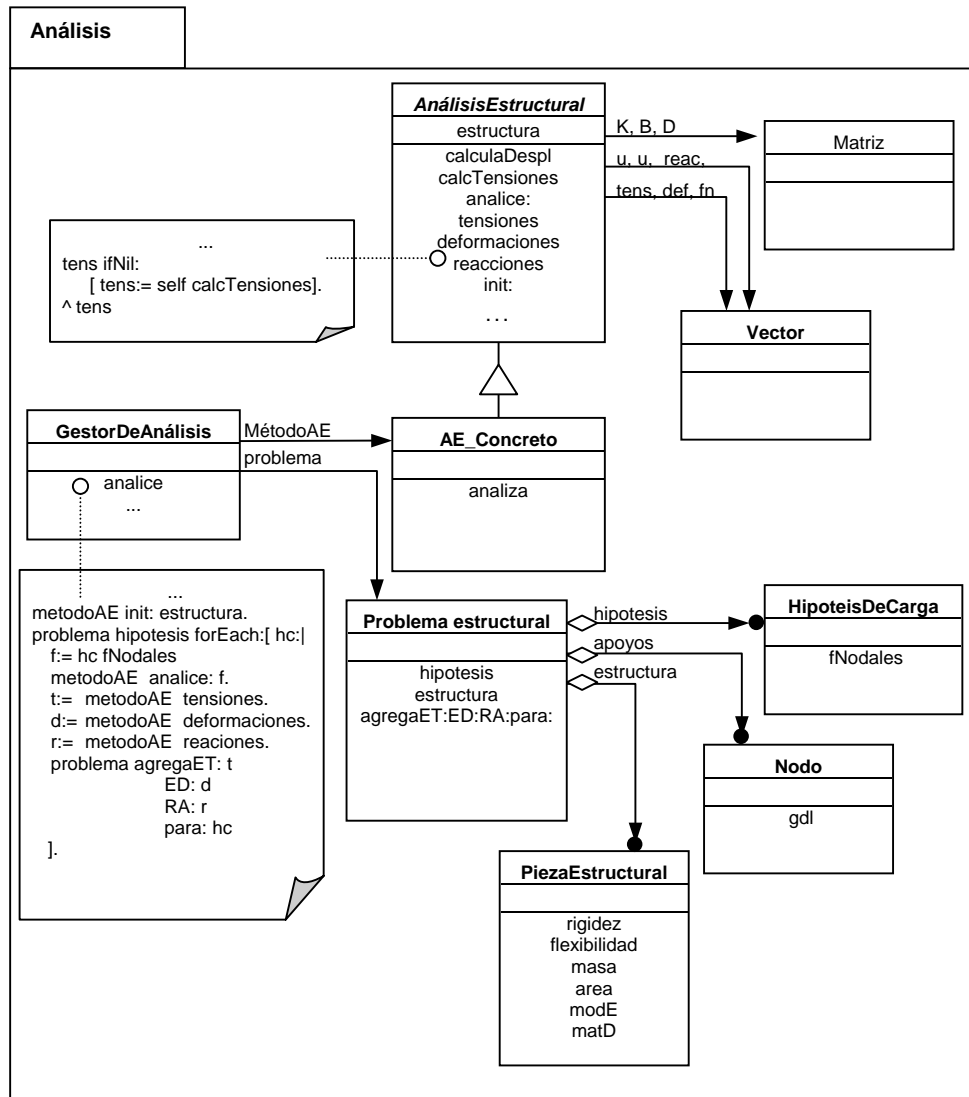 Análisis
AnálisisEstructural
estructura
calculaDespl
calcTensiones
analice:
tensiones
deformaciones
reacciones
init:
. . .
K, B, D
u, u, reac,
tens, def, fn
Matriz
Vector
...
tens ifNil:
[ tens:= self calcTensiones].
^ tens
GestorDeAnálisis
analice
...
MétodoAE
problema
AE_Concreto
analiza
...
metodoAE init: estructura.
problema hipotesis forEach:[ hc:|
f:= hc fNodales
metodoAE analice: f.
t:= metodoAE tensiones.
d:= metodoAE deformaciones.
r:= metodoAE reaciones.
problema agregaET: t
ED: d
RA: r
para: hc
].
Problema estructural
hipotesis
estructura
agregaET:ED:RA:para:
hipotesis
apoyos
estructura
HipoteisDeCarga
fNodales
Nodo
gdl
PiezaEstructural
rigidez
flexibilidad
masa
area
modE
matD